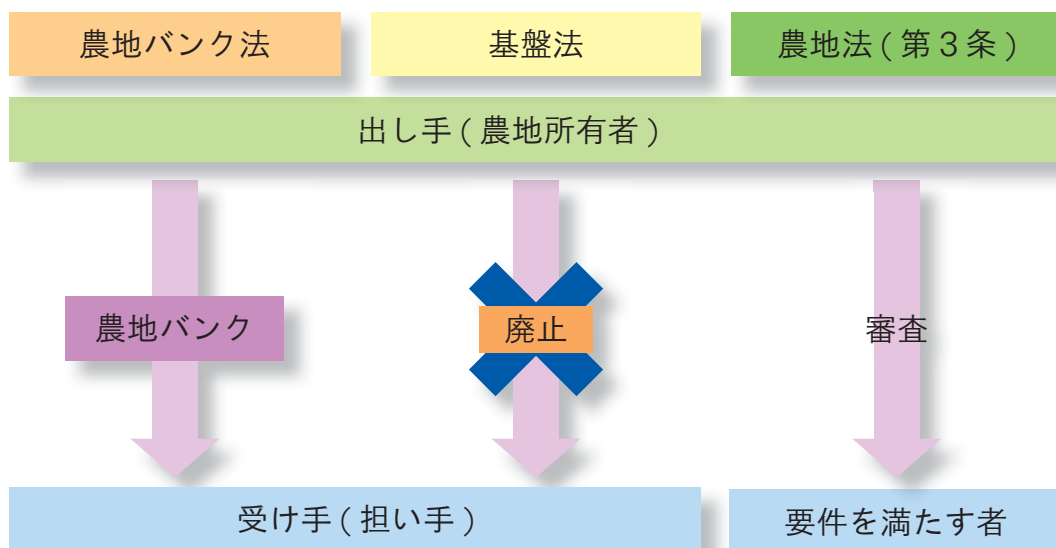 農地バンク法
基盤法
農地法(第３条)
出し手(農地所有者)
農地バンク
廃止
審査
受け手(担い手)
要件を満たす者